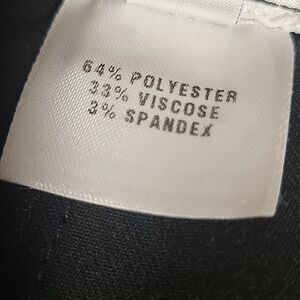 64% POLYESTER
33% VISCOSE
3% SPANDEX